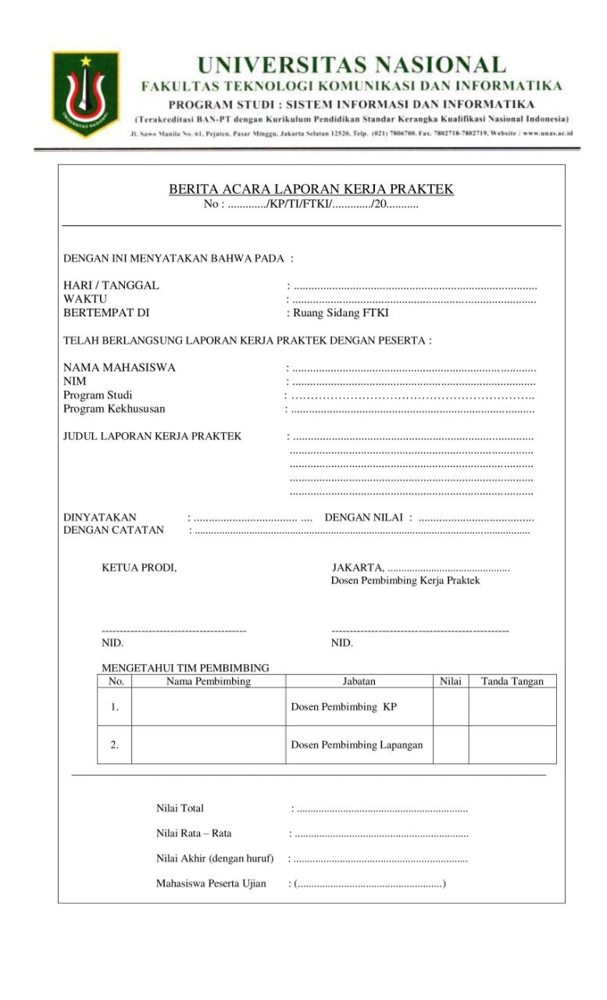 UNIVERSITAS NASIONAL
UNIVERSITAS NASIONAL
FAKULTAS TEKNOLOGI KOMUNIKASI DAN INFORMATIKA
PROGRAM STUDI : SISTEM INFORMASI DAN INFORMATIKA
(Terakreditasi BAN-PT dengan Kurikulum Pendidikan Standar Kerangka Kualifikasi Nasional Indonesia)
Jl. Sawo Manila No. 61, Pejaten, Pasar Minggu, Jakarta Selatan 12520, Telp. (021) 7806700, Fax. 7802718-7802719, Website : www.unas.ac.id
BERITA ACARA LAPORAN KERJA PRAKTEK
No : ............./KP/TI/FTKI/............./20...........
DENGAN INI MENYATAKAN BAHWA PADA :
HARI / TANGGAL : ..................................................................................
WAKTU : ..................................................................................
BERTEMPAT DI : Ruang Sidang FTKI
TELAH BERLANGSUNG LAPORAN KERJA PRAKTEK DENGAN PESERTA :
NAMA MAHASISWA : ..................................................................................
NIM : ..................................................................................
Program Studi : ……………………………………………………..
Program Kekhususan : ..................................................................................
JUDUL LAPORAN KERJA PRAKTEK : .................................................................................
..................................................................................
..................................................................................
..................................................................................
..................................................................................
DINYATAKAN : ................................... .... DENGAN NILAI : .......................................
DENGAN CATATAN : ............................................................................................................................
KETUA PRODI, JAKARTA, .............................................
Dosen Pembimbing Kerja Praktek
---------------------------------------- -------------------------------------------------
NID. NID.
MENGETAHUI TIM PEMBIMBING
No. Nama Pembimbing Jabatan Nilai Tanda Tangan
1. Dosen Pembimbing KP
2. Dosen Pembimbing Lapangan
Nilai Total : ...............................................................
Nilai Rata – Rata : ................................................................
Nilai Akhir (dengan huruf) : ................................................................
Mahasiswa Peserta Ujian : (.....................................................)